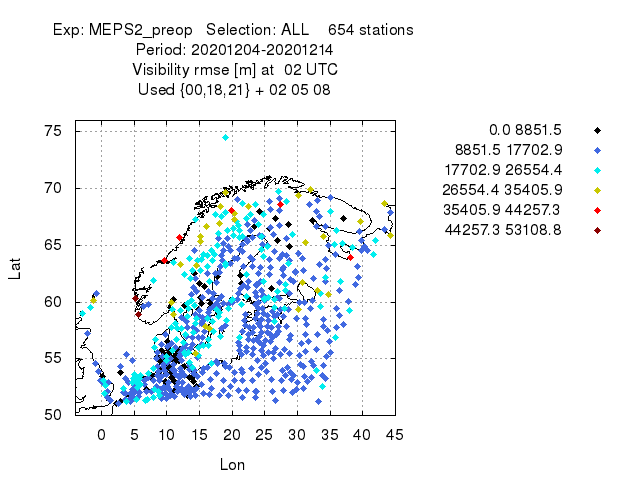 Exp: MEPS2_preop   Selection: ALL    654 stations
Period: 20201204-20201214
Visibility rmse [m] at  02 UTC
Used {00,18,21} + 02 05 08
0.0 8851.5
8851.5 17702.9
17702.9 26554.4
26554.4 35405.9
35405.9 44257.3
44257.3 53108.8
75
70
65
60
55
50
Lat
0 5 10 15 20 25 30 35 40 45
Lon